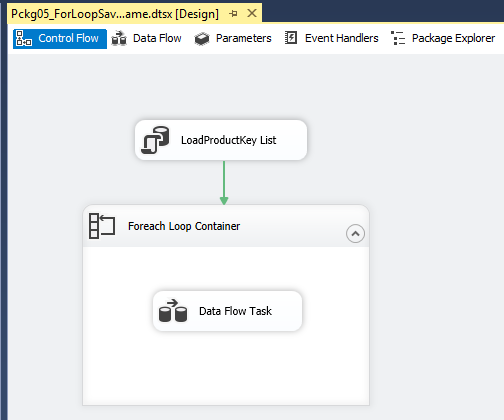 Pckg05_ForLoopSav...ame.dtsx [Design]
Control Flow Data Flow Parameters Event Handlers Package Explorer
LoadProductKey List
Foreach Loop Container
Data Flow Task